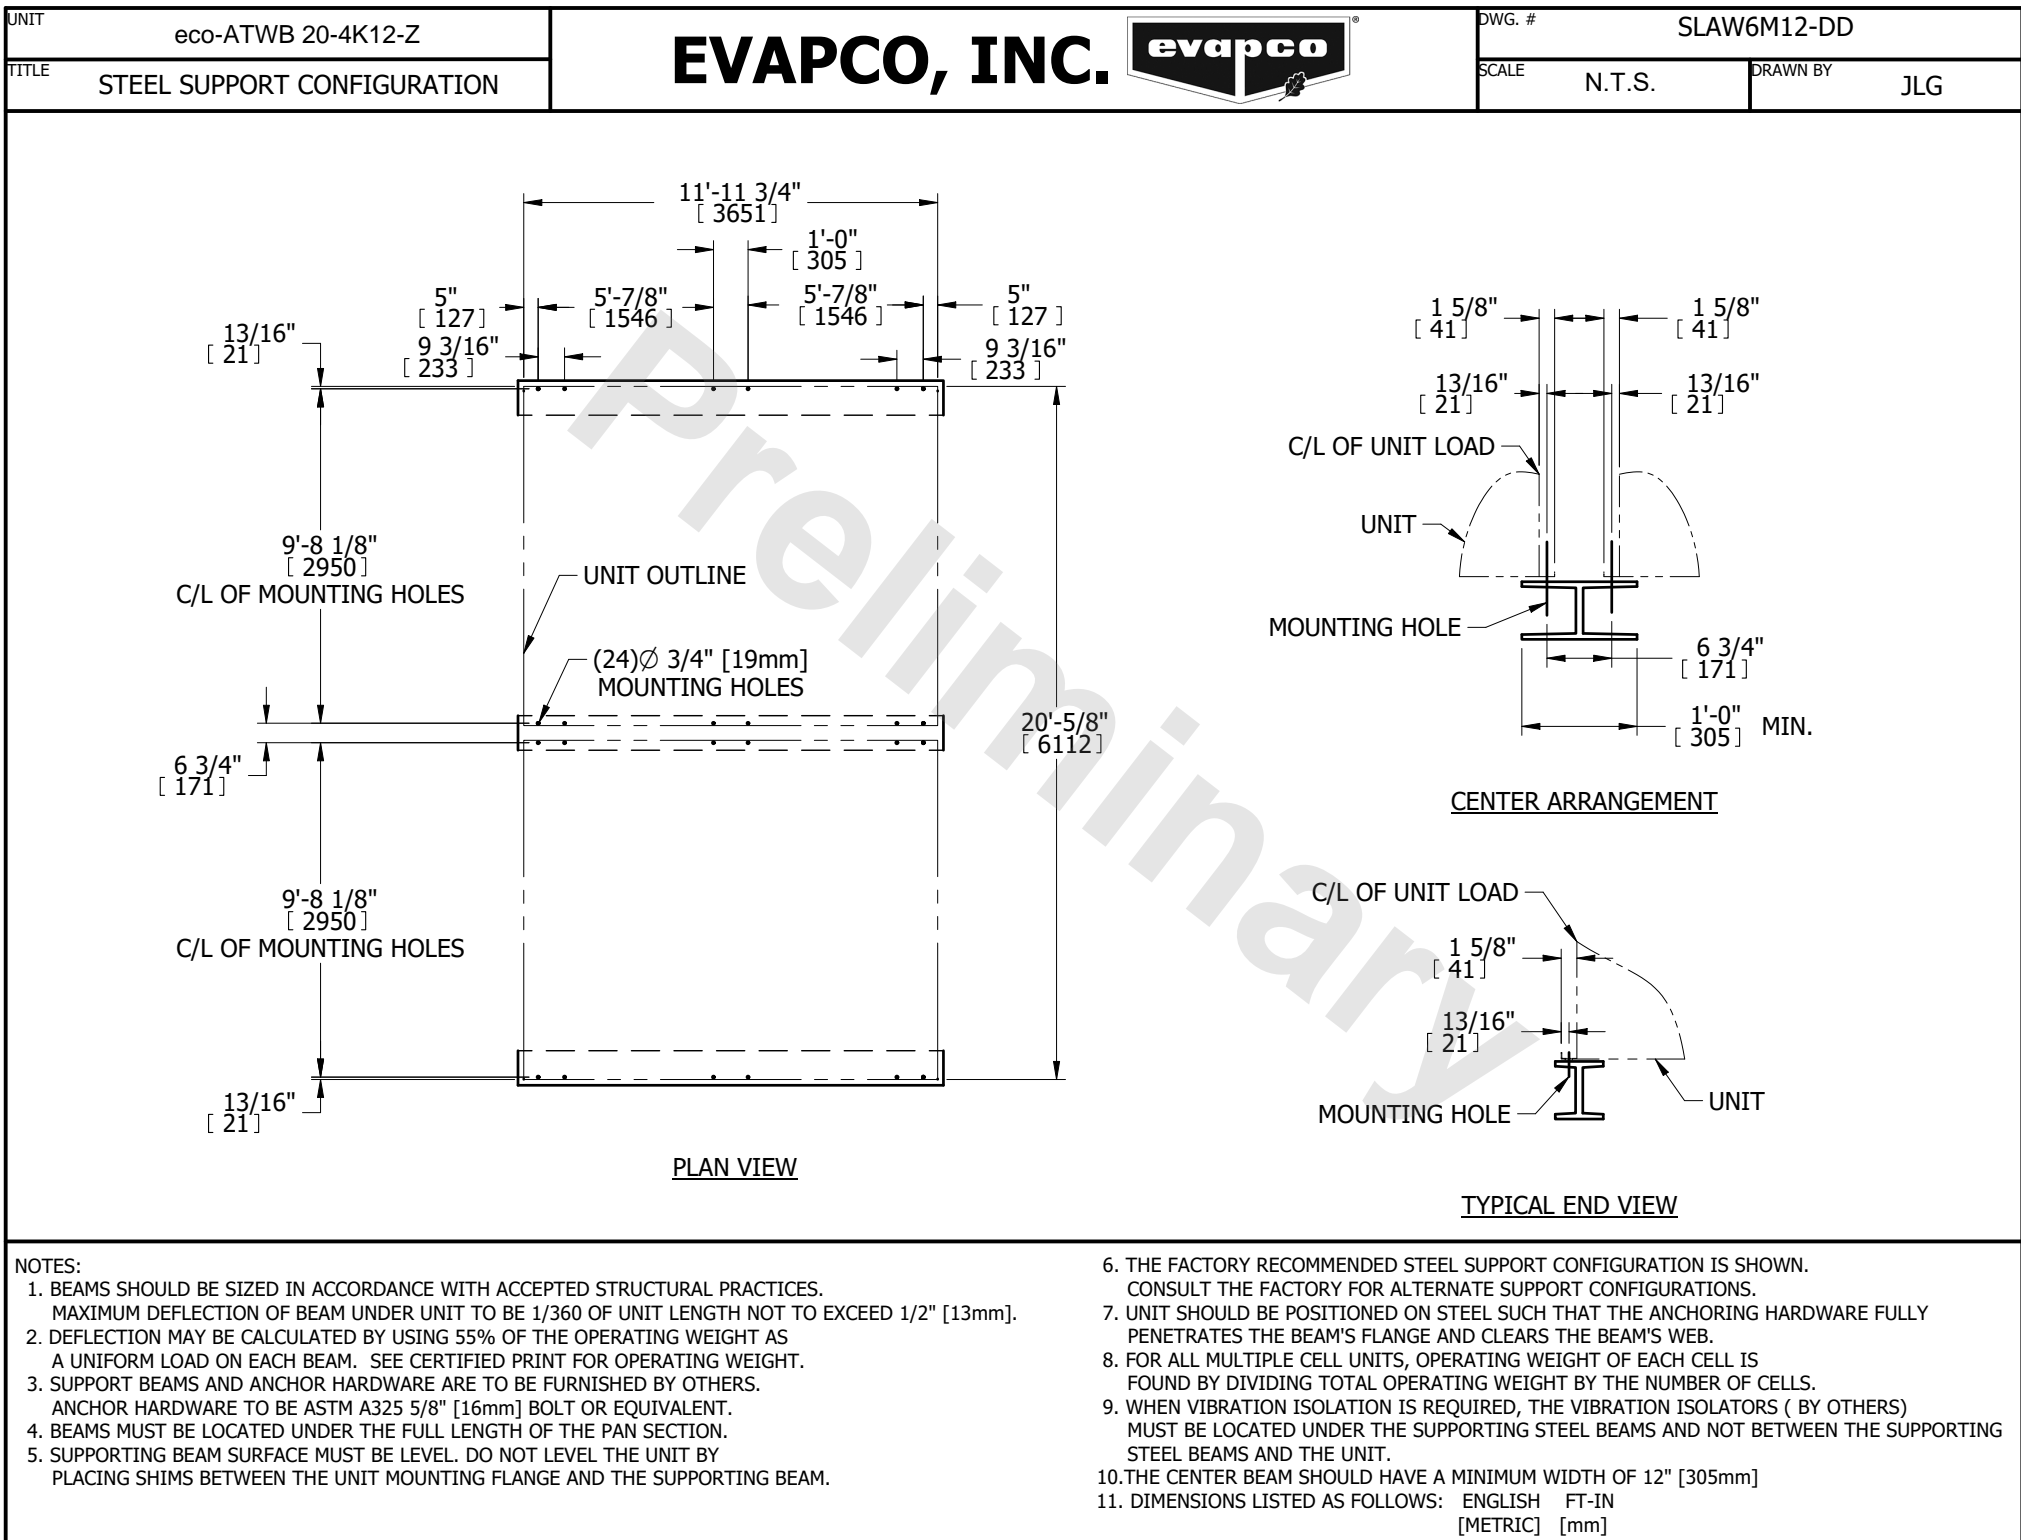 UNIT
eco-ATWB 20-4K12-Z
TITLE
STEEL SUPPORT CONFIGURATION
EVAPCO, INC.
evapco
®
DWG. #
SLAW6M12-DD
SCALE
N.T.S.
DRAWN BY
JLG
11'-11 3/4"
[ 3651 ]
1'-0"
[ 305 ]
5"
[ 127 ]
5'-7/8"
[ 1546 ]
5'-7/8"
[ 1546 ]
5"
[ 127 ]
13/16"
[ 21 ]
9 3/16"
[ 233 ]
9 3/16"
[ 233 ]
9'-8 1/8"
[ 2950 ]
C/L OF MOUNTING HOLES
UNIT OUTLINE
(24)∅ 3/4" [19mm]
MOUNTING HOLES
6 3/4"
[ 171 ]
20'-5/8"
[ 6112 ]
9'-8 1/8"
[ 2950 ]
C/L OF MOUNTING HOLES
13/16"
[ 21 ]
PLAN VIEW
Preliminary
1 5/8"
[ 41 ]
1 5/8"
[ 41 ]
13/16"
[ 21 ]
13/16"
[ 21 ]
C/L OF UNIT LOAD
UNIT
MOUNTING HOLE
6 3/4"
[ 171 ]
1'-0"
[ 305 ] MIN.
CENTER ARRANGEMENT
C/L OF UNIT LOAD
1 5/8"
[ 41 ]
13/16"
[ 21 ]
MOUNTING HOLE
UNIT
TYPICAL END VIEW
NOTES:
1. BEAMS SHOULD BE SIZED IN ACCORDANCE WITH ACCEPTED STRUCTURAL PRACTICES.
MAXIMUM DEFLECTION OF BEAM UNDER UNIT TO BE 1/360 OF UNIT LENGTH NOT TO EXCEED 1/2" [13mm].
2. DEFLECTION MAY BE CALCULATED BY USING 55% OF THE OPERATING WEIGHT AS
A UNIFORM LOAD ON EACH BEAM. SEE CERTIFIED PRINT FOR OPERATING WEIGHT.
3. SUPPORT BEAMS AND ANCHOR HARDWARE ARE TO BE FURNISHED BY OTHERS.
ANCHOR HARDWARE TO BE ASTM A325 5/8" [16mm] BOLT OR EQUIVALENT.
4. BEAMS MUST BE LOCATED UNDER THE FULL LENGTH OF THE PAN SECTION.
5. SUPPORTING BEAM SURFACE MUST BE LEVEL. DO NOT LEVEL THE UNIT BY
PLACING SHIMS BETWEEN THE UNIT MOUNTING FLANGE AND THE SUPPORTING BEAM.
6. THE FACTORY RECOMMENDED STEEL SUPPORT CONFIGURATION IS SHOWN.
CONSULT THE FACTORY FOR ALTERNATE SUPPORT CONFIGURATIONS.
7. UNIT SHOULD BE POSITIONED ON STEEL SUCH THAT THE ANCHORING HARDWARE FULLY
PENETRATES THE BEAM'S FLANGE AND CLEARS THE BEAM'S WEB.
8. FOR ALL MULTIPLE CELL UNITS, OPERATING WEIGHT OF EACH CELL IS
FOUND BY DIVIDING TOTAL OPERATING WEIGHT BY THE NUMBER OF CELLS.
9. WHEN VIBRATION ISOLATION IS REQUIRED, THE VIBRATION ISOLATORS ( BY OTHERS)
MUST BE LOCATED UNDER THE SUPPORTING STEEL BEAMS AND NOT BETWEEN THE SUPPORTING
STEEL BEAMS AND THE UNIT.
10.THE CENTER BEAM SHOULD HAVE A MINIMUM WIDTH OF 12" [305mm]
11. DIMENSIONS LISTED AS FOLLOWS: ENGLISH FT-IN
[METRIC] [mm]